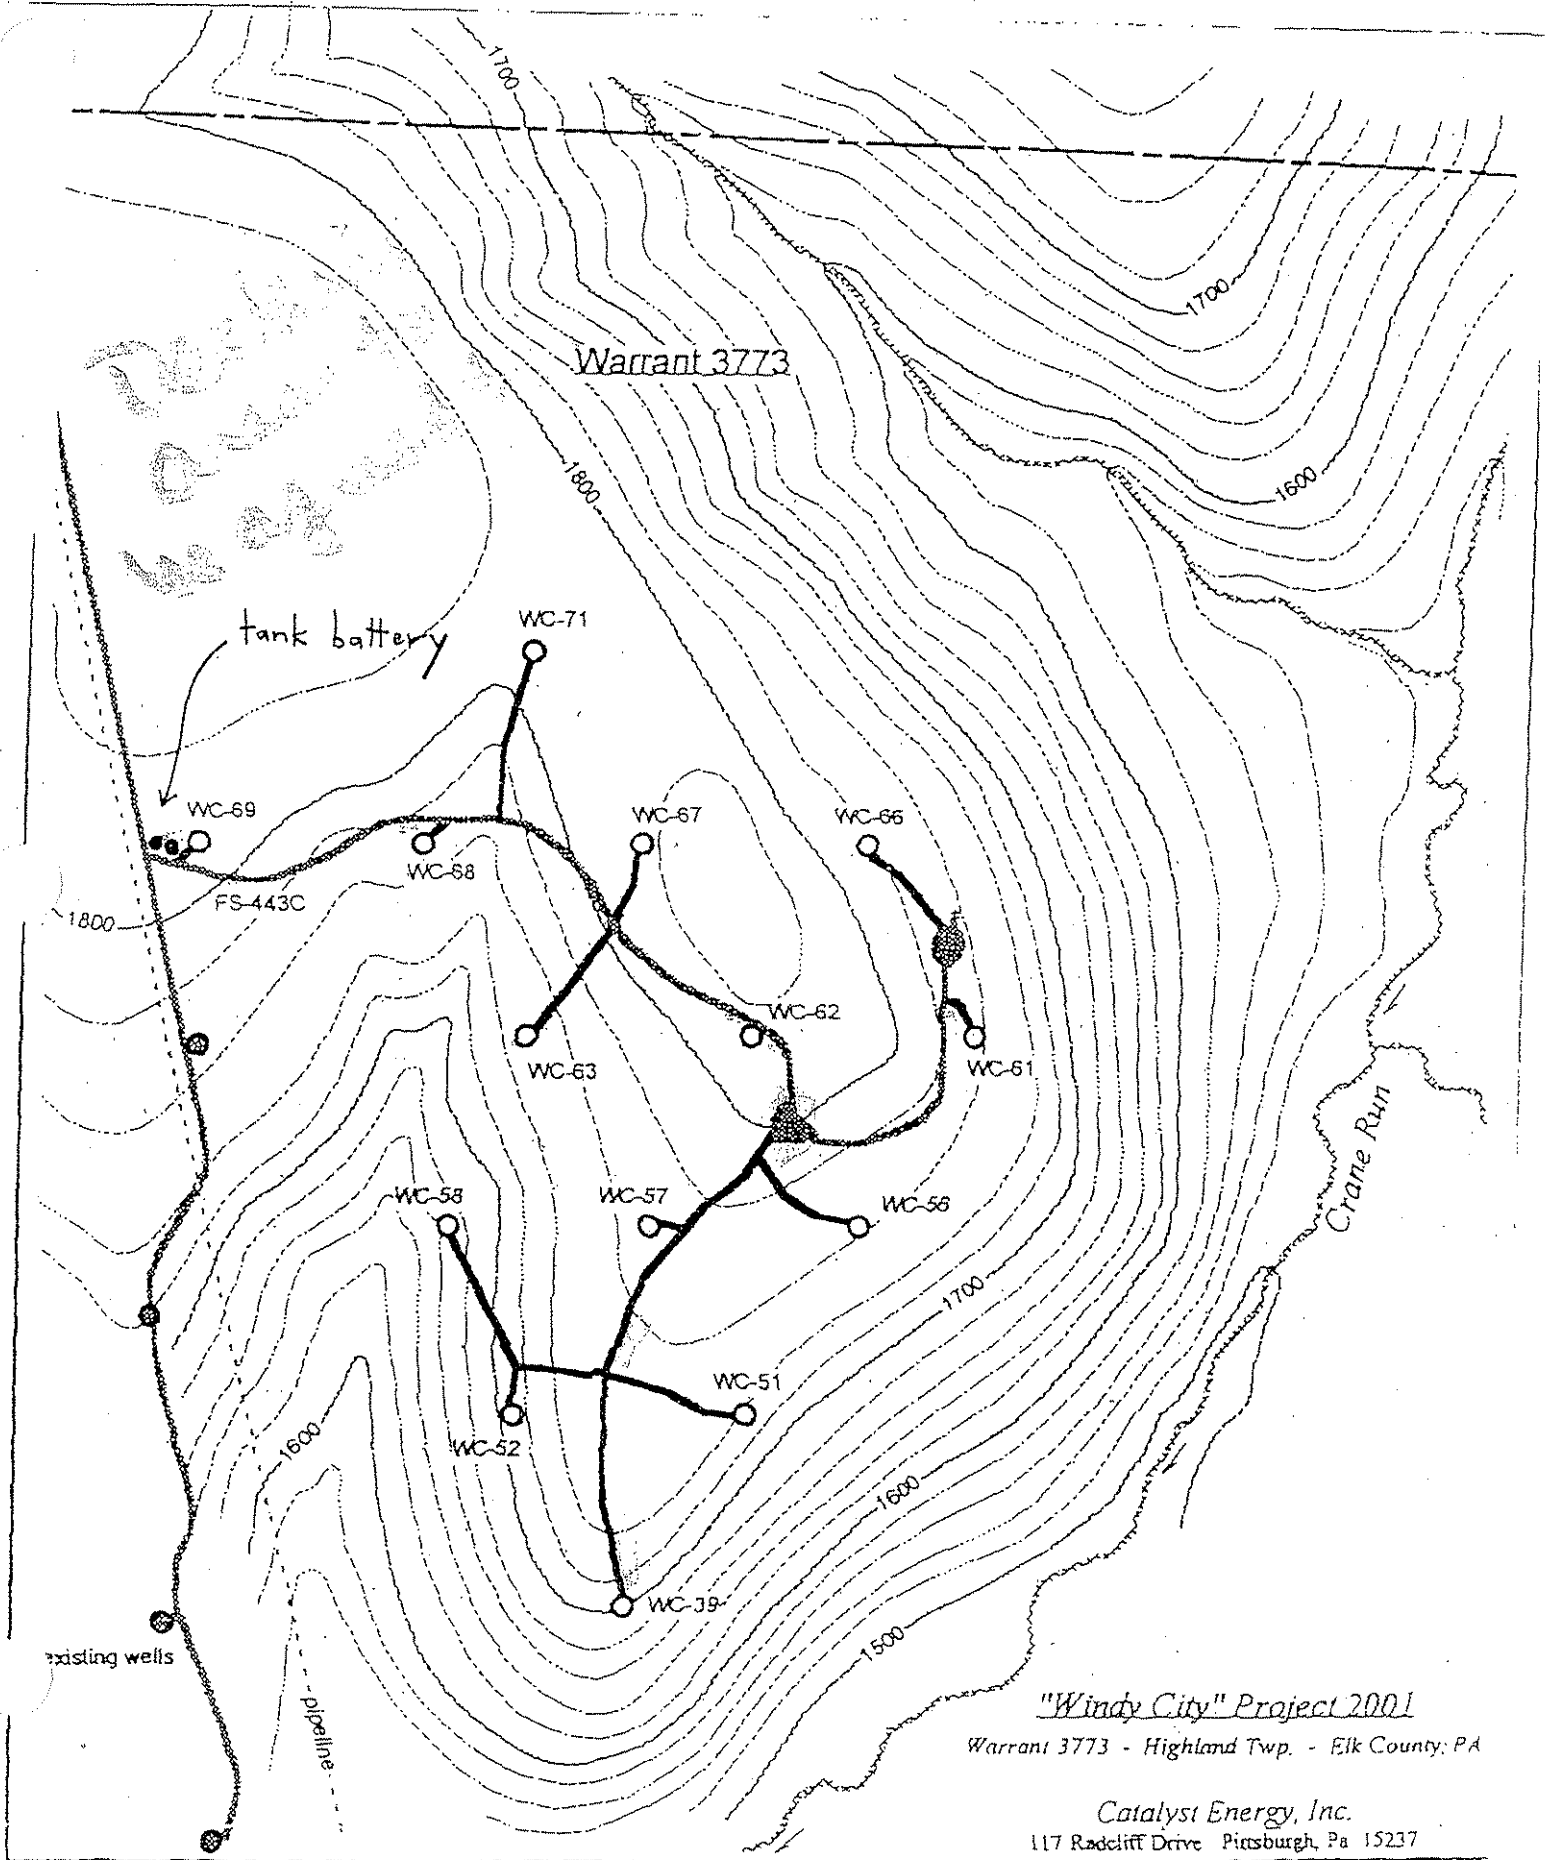 1700
1700
Warrant 3773
1800
1600
tank battery
WC-71
WC-69
WC-67
WC-66
WC-68
FS-443C
1800
WC-62
WC-63
WC-61
Crane Run
WC-58
WC-57
WC-56
1700
WC-51
1600
WC-52
1600
WC-39
1500
existing wells
pipeline
"Windy City" Project 2001
Warrant 3773 - Highland Twp. - Elk County, PA
Catalyst Energy, Inc.
117 Radcliff Drive Pittsburgh, Pa 15237